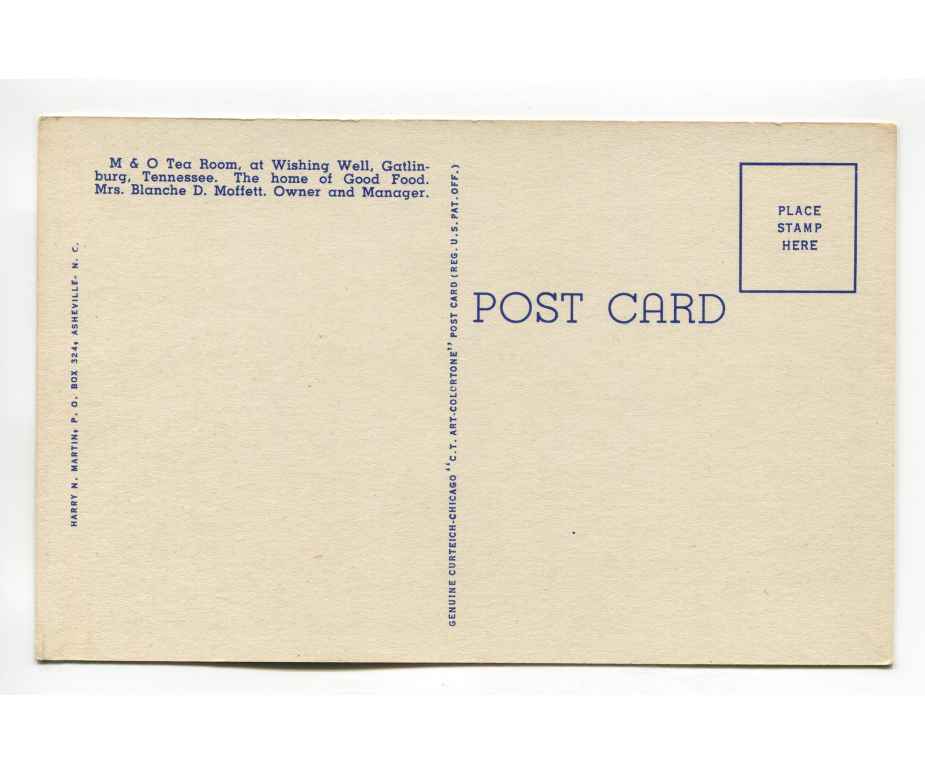 M & O Tea Room, at Wishing Well, Gatlin-
burg, Tennessee. The home of Good Food.
Mrs. Blanche D. Moffett. Owner and Manager.
HARRY N. MARTIN, P. O. BOX 324, ASHEVILLE, N. C.
GENUINE CURTEICH-CHICAGO "C.T. ART-COLORTONE" POST CARD (REG. U.S. PAT. OFF.)
POST CARD
PLACE
STAMP
HERE